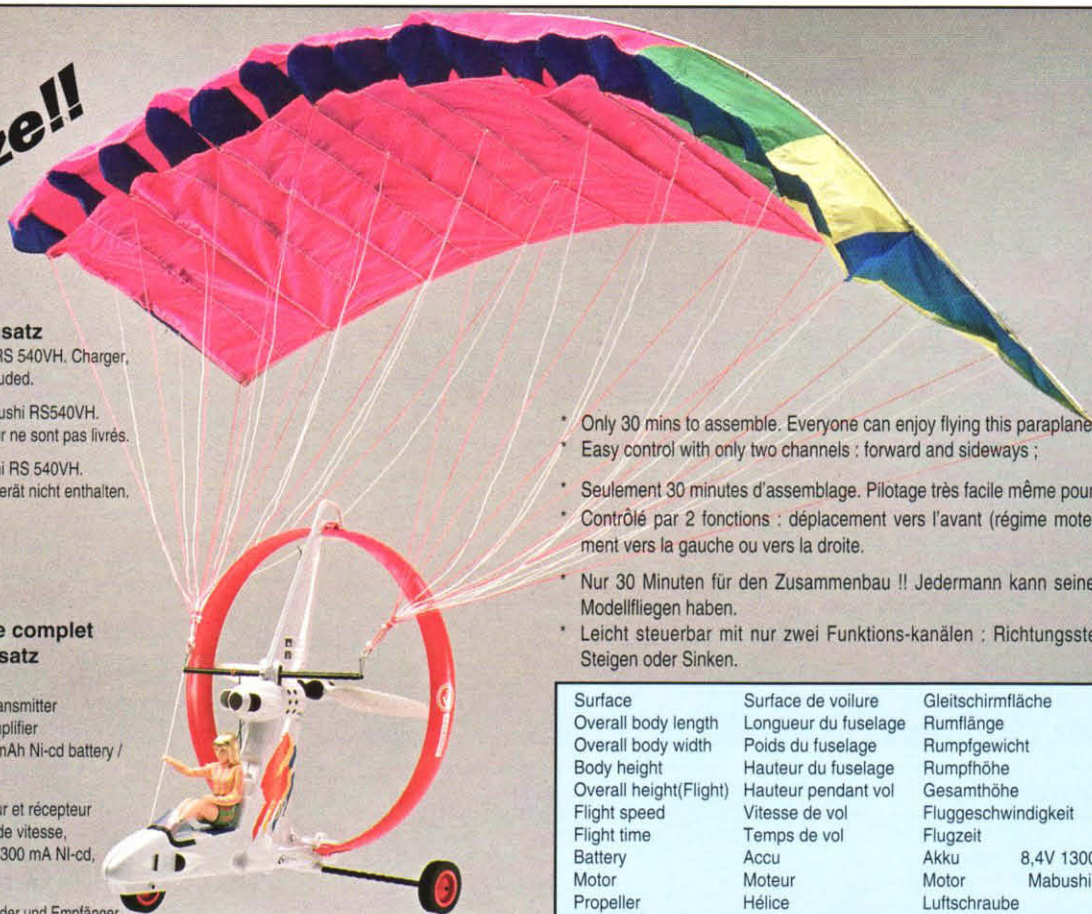 ze!!
satz
RS 540VH. Charger,
uded.
ushi RS540VH.
ur ne sont pas livrés.
ni RS 540VH.
erät nicht enthalten.
e complet
satz
ansmitter
plifier
mAh Ni-cd battery /
ur et récepteur
de vitesse,
300 mA NI-cd,
der und Empfänger
* Only 30 mins to assemble. Everyone can enjoy flying this paraplane
* Easy control with only two channels : forward and sideways ;
* Seulement 30 minutes d'assemblage. Pilotage très facile même pour
* Contrôlé par 2 fonctions : déplacement vers l'avant (régime mote
ment vers la gauche ou vers la droite.
* Nur 30 Minuten für den Zusammenbau !! Jedermann kann seine
Modellfliegen haben.
* Leicht steuerbar mit nur zwei Funktions-kanälen : Richtungsste
Steigen oder Sinken.
Surface Surface de voilure Gleitschirmfläche
Overall body length Longueur du fuselage Rumflänge
Overall body width Poids du fuselage Rumpfgewicht
Body height Hauteur du fuselage Rumpfhöhe
Overall height(Flight) Hauteur pendant vol Gesamthöhe
Flight speed Vitesse de vol Fluggeschwindigkeit
Flight time Temps de vol Flugzeit
Battery Accu Akku 8,4V 1300
Motor Moteur Motor Mabushi
Propeller Hélice Luftschraube